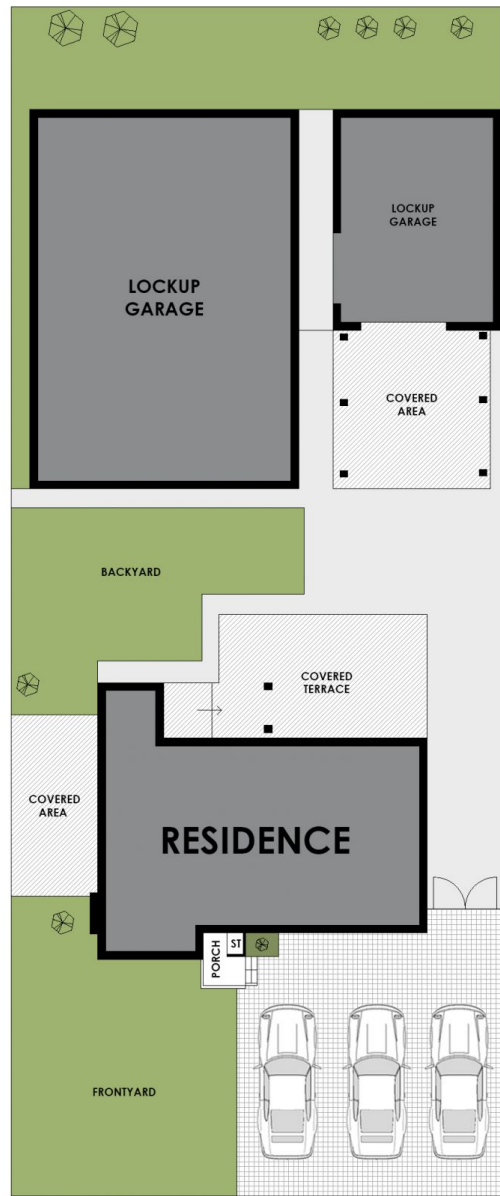 LOCKUP
GARAGE
LOCKUP
GARAGE
COVERED
AREA
BACKYARD
COVERED
TERRACE
COVERED
AREA
RESIDENCE
PORCH
ST
FRONTYARD